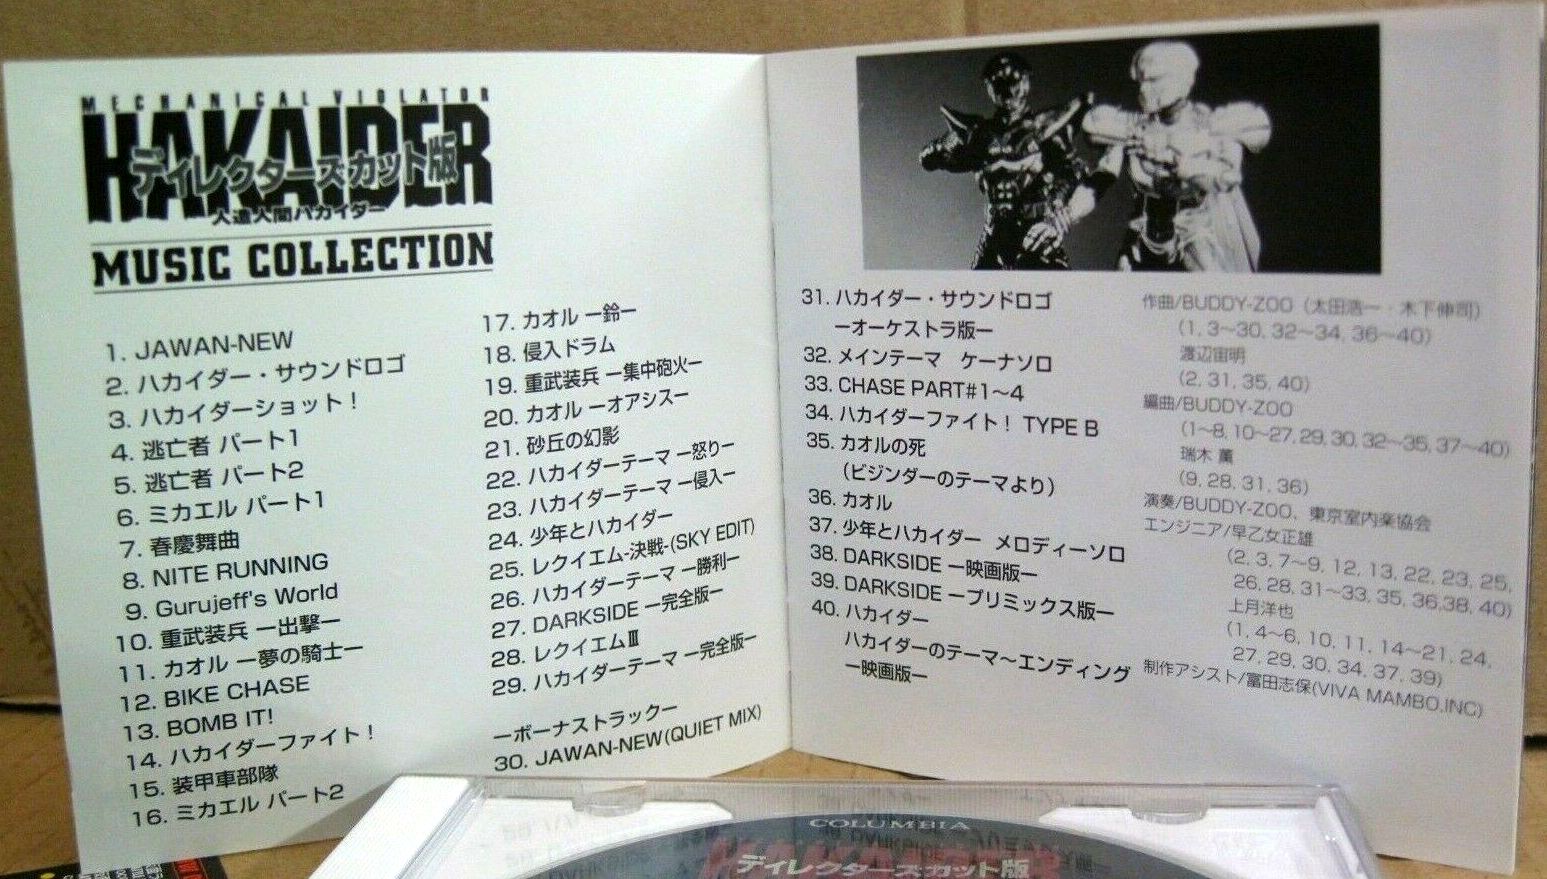 MECHANICAL VIOLATOR
HAKAIDER
ディレクターズカット版
人造人間ハカイダー
MUSIC COLLECTION
1. JAWAN-NEW
2. ハカイダー・サウンドロゴ
3. ハカイダーショット!
4. 逃亡者 パート1
5. 逃亡者 パート2
6. ミカエル パート1
7. 春慶舞曲
8. NITE RUNNING
9. Gurujeff's World
10. 重武装兵 ー出撃ー
11. カオル ー夢の騎士ー
12. BIKE CHASE
13. BOMB IT!
14. ハカイダーファイト!
15. 装甲車部隊
16. ミカエル パート2
17. カオル ー鈴ー
18. 侵入ドラム
19. 重武装兵 ー集中砲火ー
20. カオル ーオアシスー
21. 砂丘の幻影
22. ハカイダーテーマ ー怒りー
23. ハカイダーテーマ ー侵入ー
24. 少年とハカイダー
25. レクイエム-決戦-(SKY EDIT)
26. ハカイダーテーマ ー勝利ー
27. DARKSIDE ー完全版ー
28. レクイエムⅢ
29. ハカイダーテーマ ー完全版ー
ーボーナストラックー
30. JAWAN-NEW(QUIET MIX)
31. ハカイダー・サウンドロゴ
ーオーケストラ版ー
32. メインテーマ ケーナソロ
33. CHASE PART#1〜4
34. ハカイダーファイト! TYPE B
35. カオルの死
(ビジンダーのテーマより)
36. カオル
37. 少年とハカイダー メロディーソロ
38. DARKSIDE ー映画版ー
39. DARKSIDE ープリミックス版ー
40. ハカイダー
ハカイダーのテーマ〜エンディング
ー映画版ー
作曲/BUDDY-ZOO (太田浩一・木下伸司)
(1, 3〜30, 32〜34, 36〜40)
渡辺宙明
(2, 31, 35, 40)
編曲/BUDDY-ZOO
(1〜8, 10〜27, 29, 30, 32〜35, 37〜40)
瑞木 薫
(9, 28, 31, 36)
演奏/BUDDY-ZOO、東京室内楽協会
エンジニア/早乙女正雄
(2, 3, 7〜9, 12, 13, 22, 23, 25,
26, 28, 31〜33, 35, 36, 38, 40)
上月洋也
(1, 4〜6, 10, 11, 14〜21, 24,
27, 29, 30, 34, 37, 39)
制作アシスト/富田志保(VIVA MAMBO.INC)
COLUMBIA
ディレクターズカット版